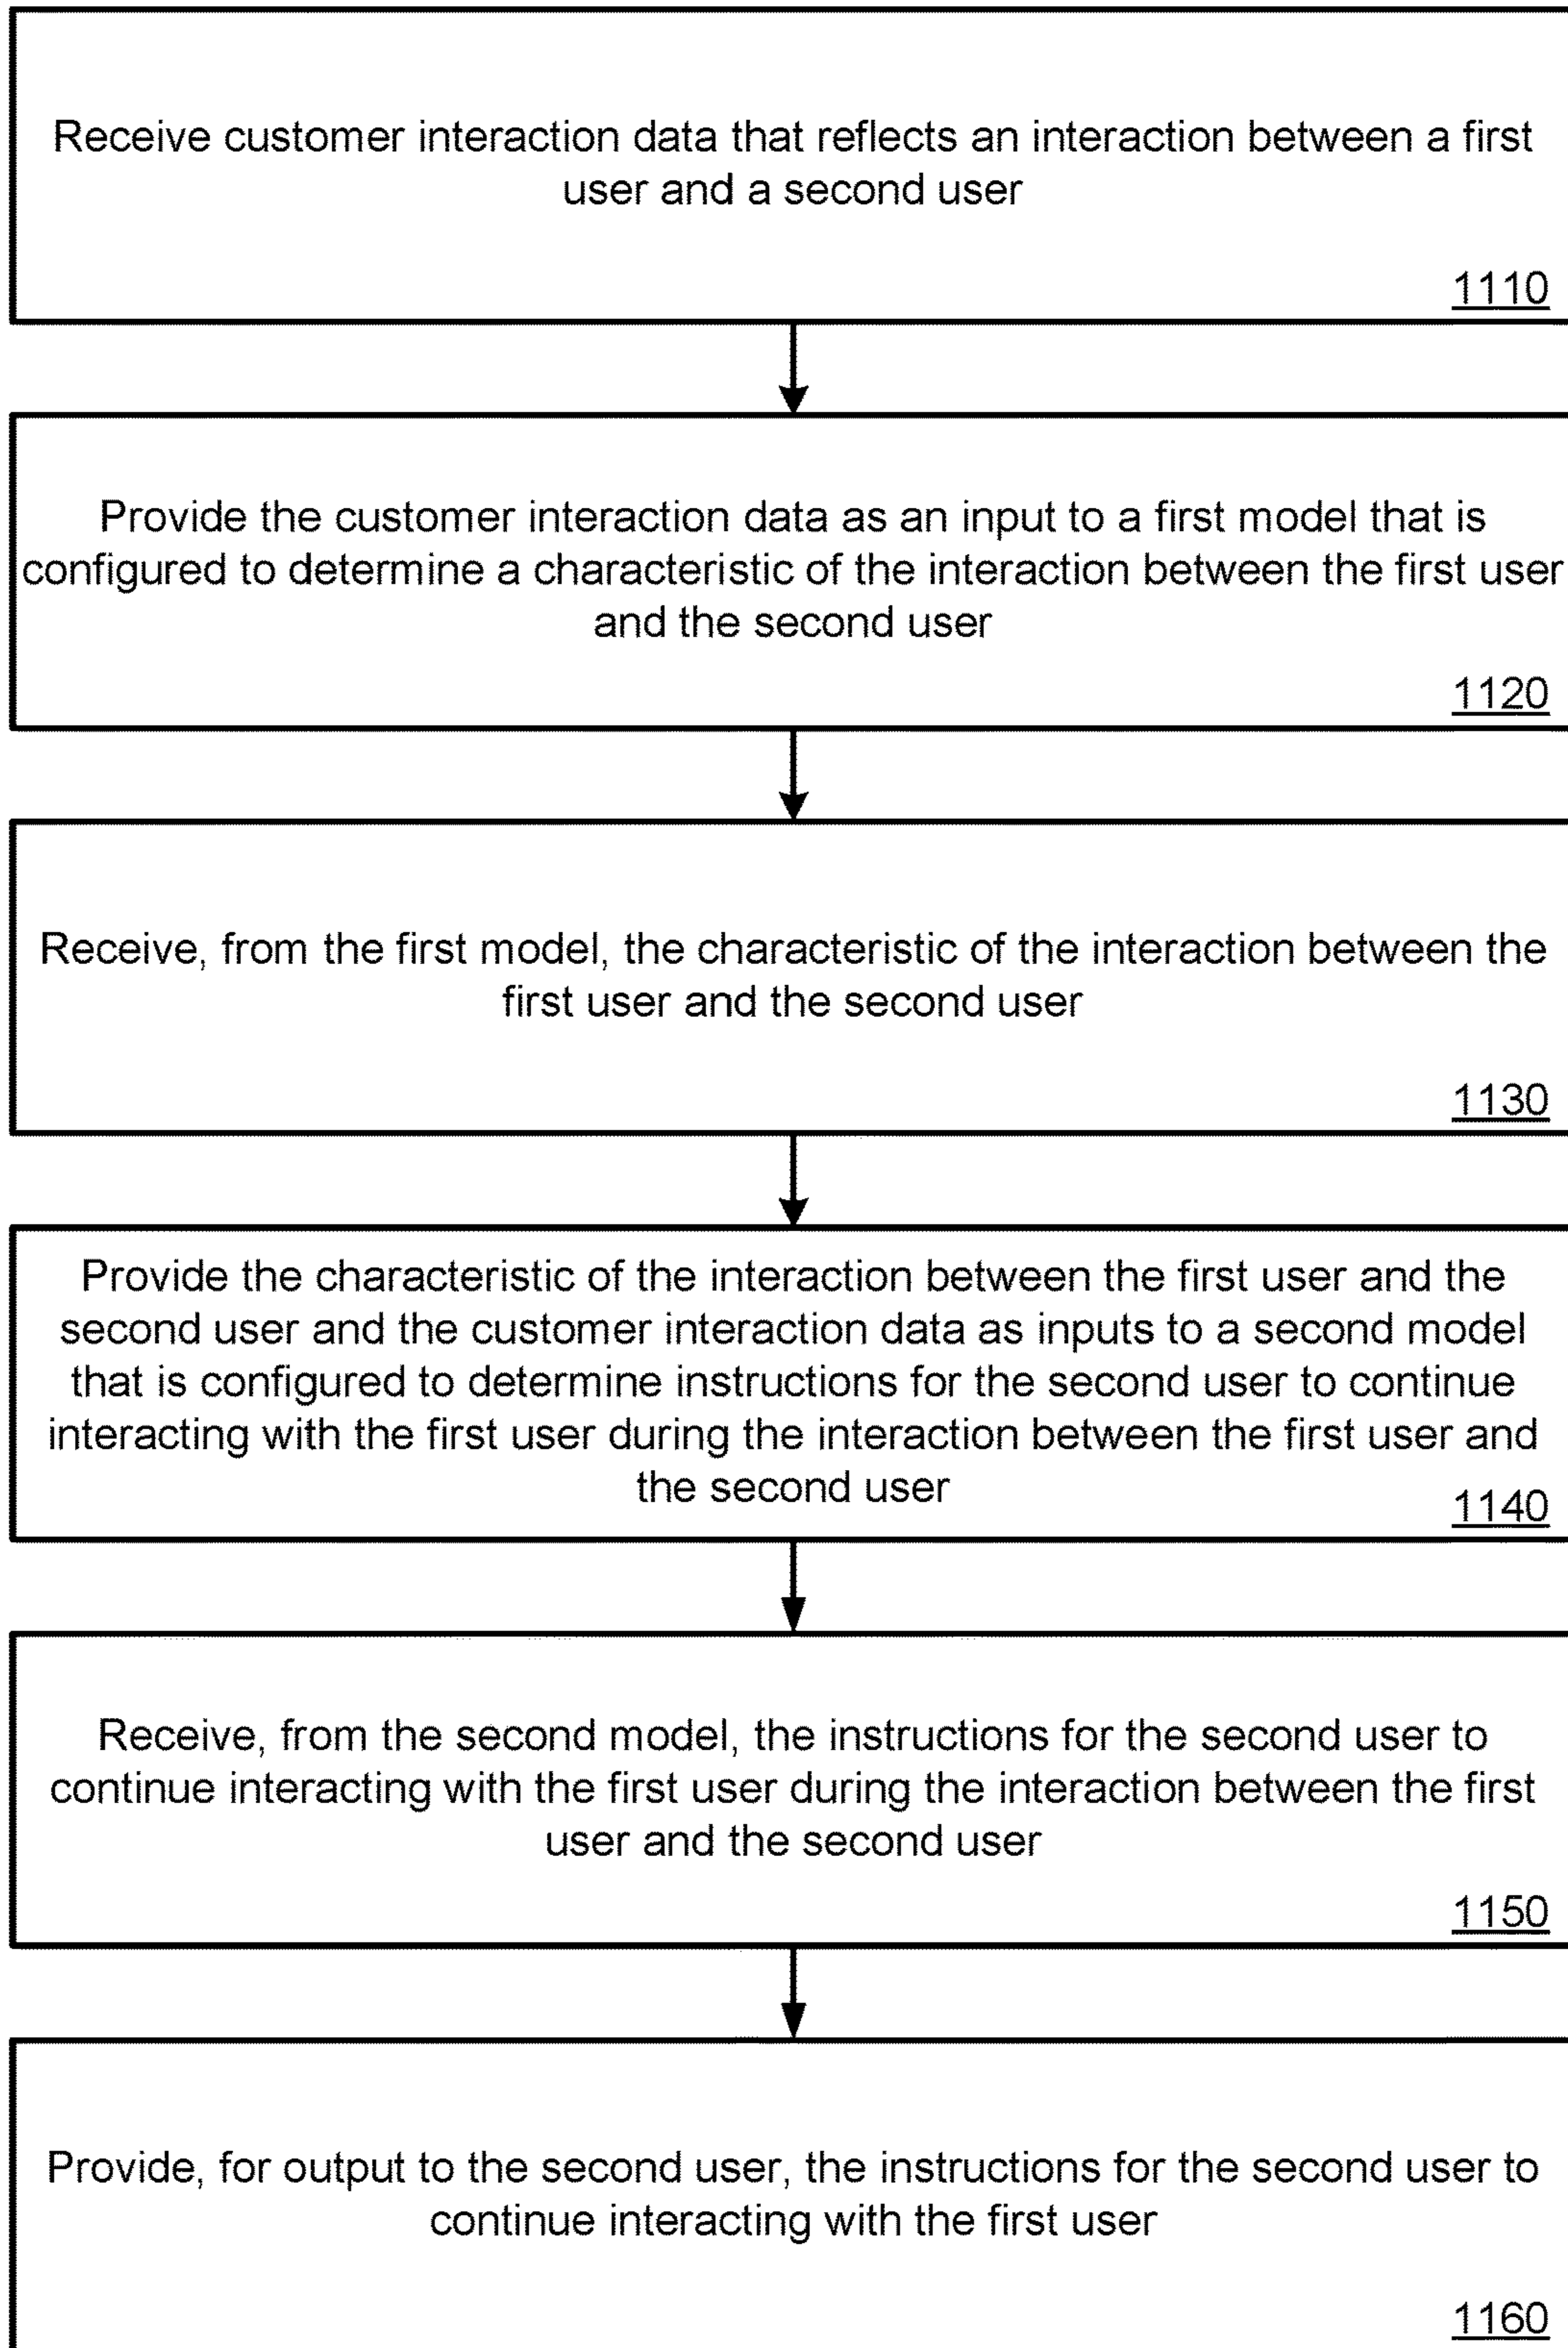 Receive customer interaction data that reflects an interaction between a first
user and a second user
1110
Provide the customer interaction data as an input to a first model that is
configured to determine a characteristic of the interaction between the first user
and the second user
1120
Receive, from the first model, the characteristic of the interaction between the
first user and the second user
1130
Provide the characteristic of the interaction between the first user and the
second user and the customer interaction data as inputs to a second model
that is configured to determine instructions for the second user to continue
interacting with the first user during the interaction between the first user and
the second user
1140
Receive, from the second model, the instructions for the second user to
continue interacting with the first user during the interaction between the first
user and the second user
1150
Provide, for output to the second user, the instructions for the second user to
continue interacting with the first user
1160